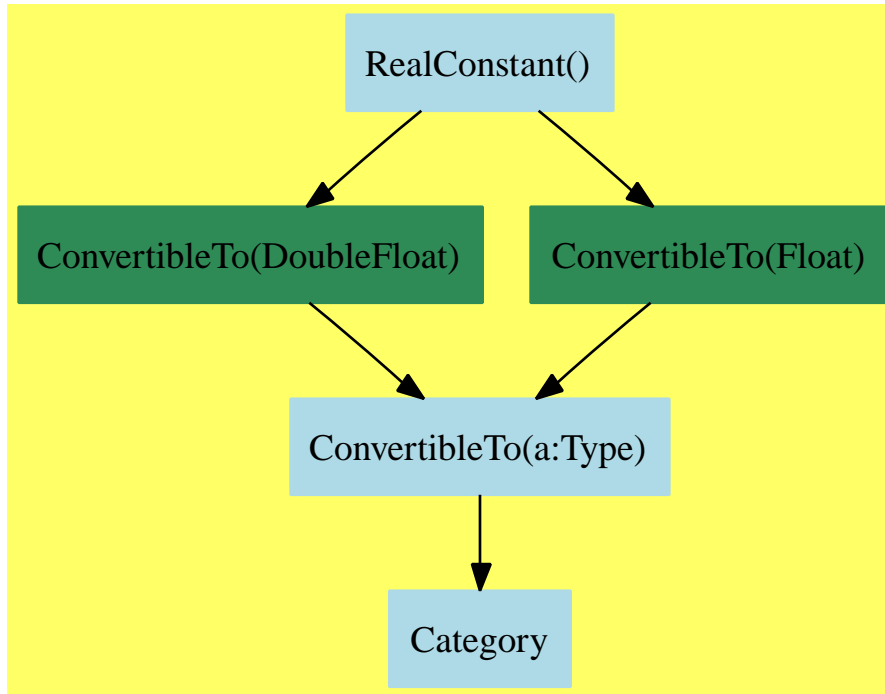 RealConstant()
ConvertibleTo(DoubleFloat)
ConvertibleTo(Float)
ConvertibleTo(a:Type)
Category